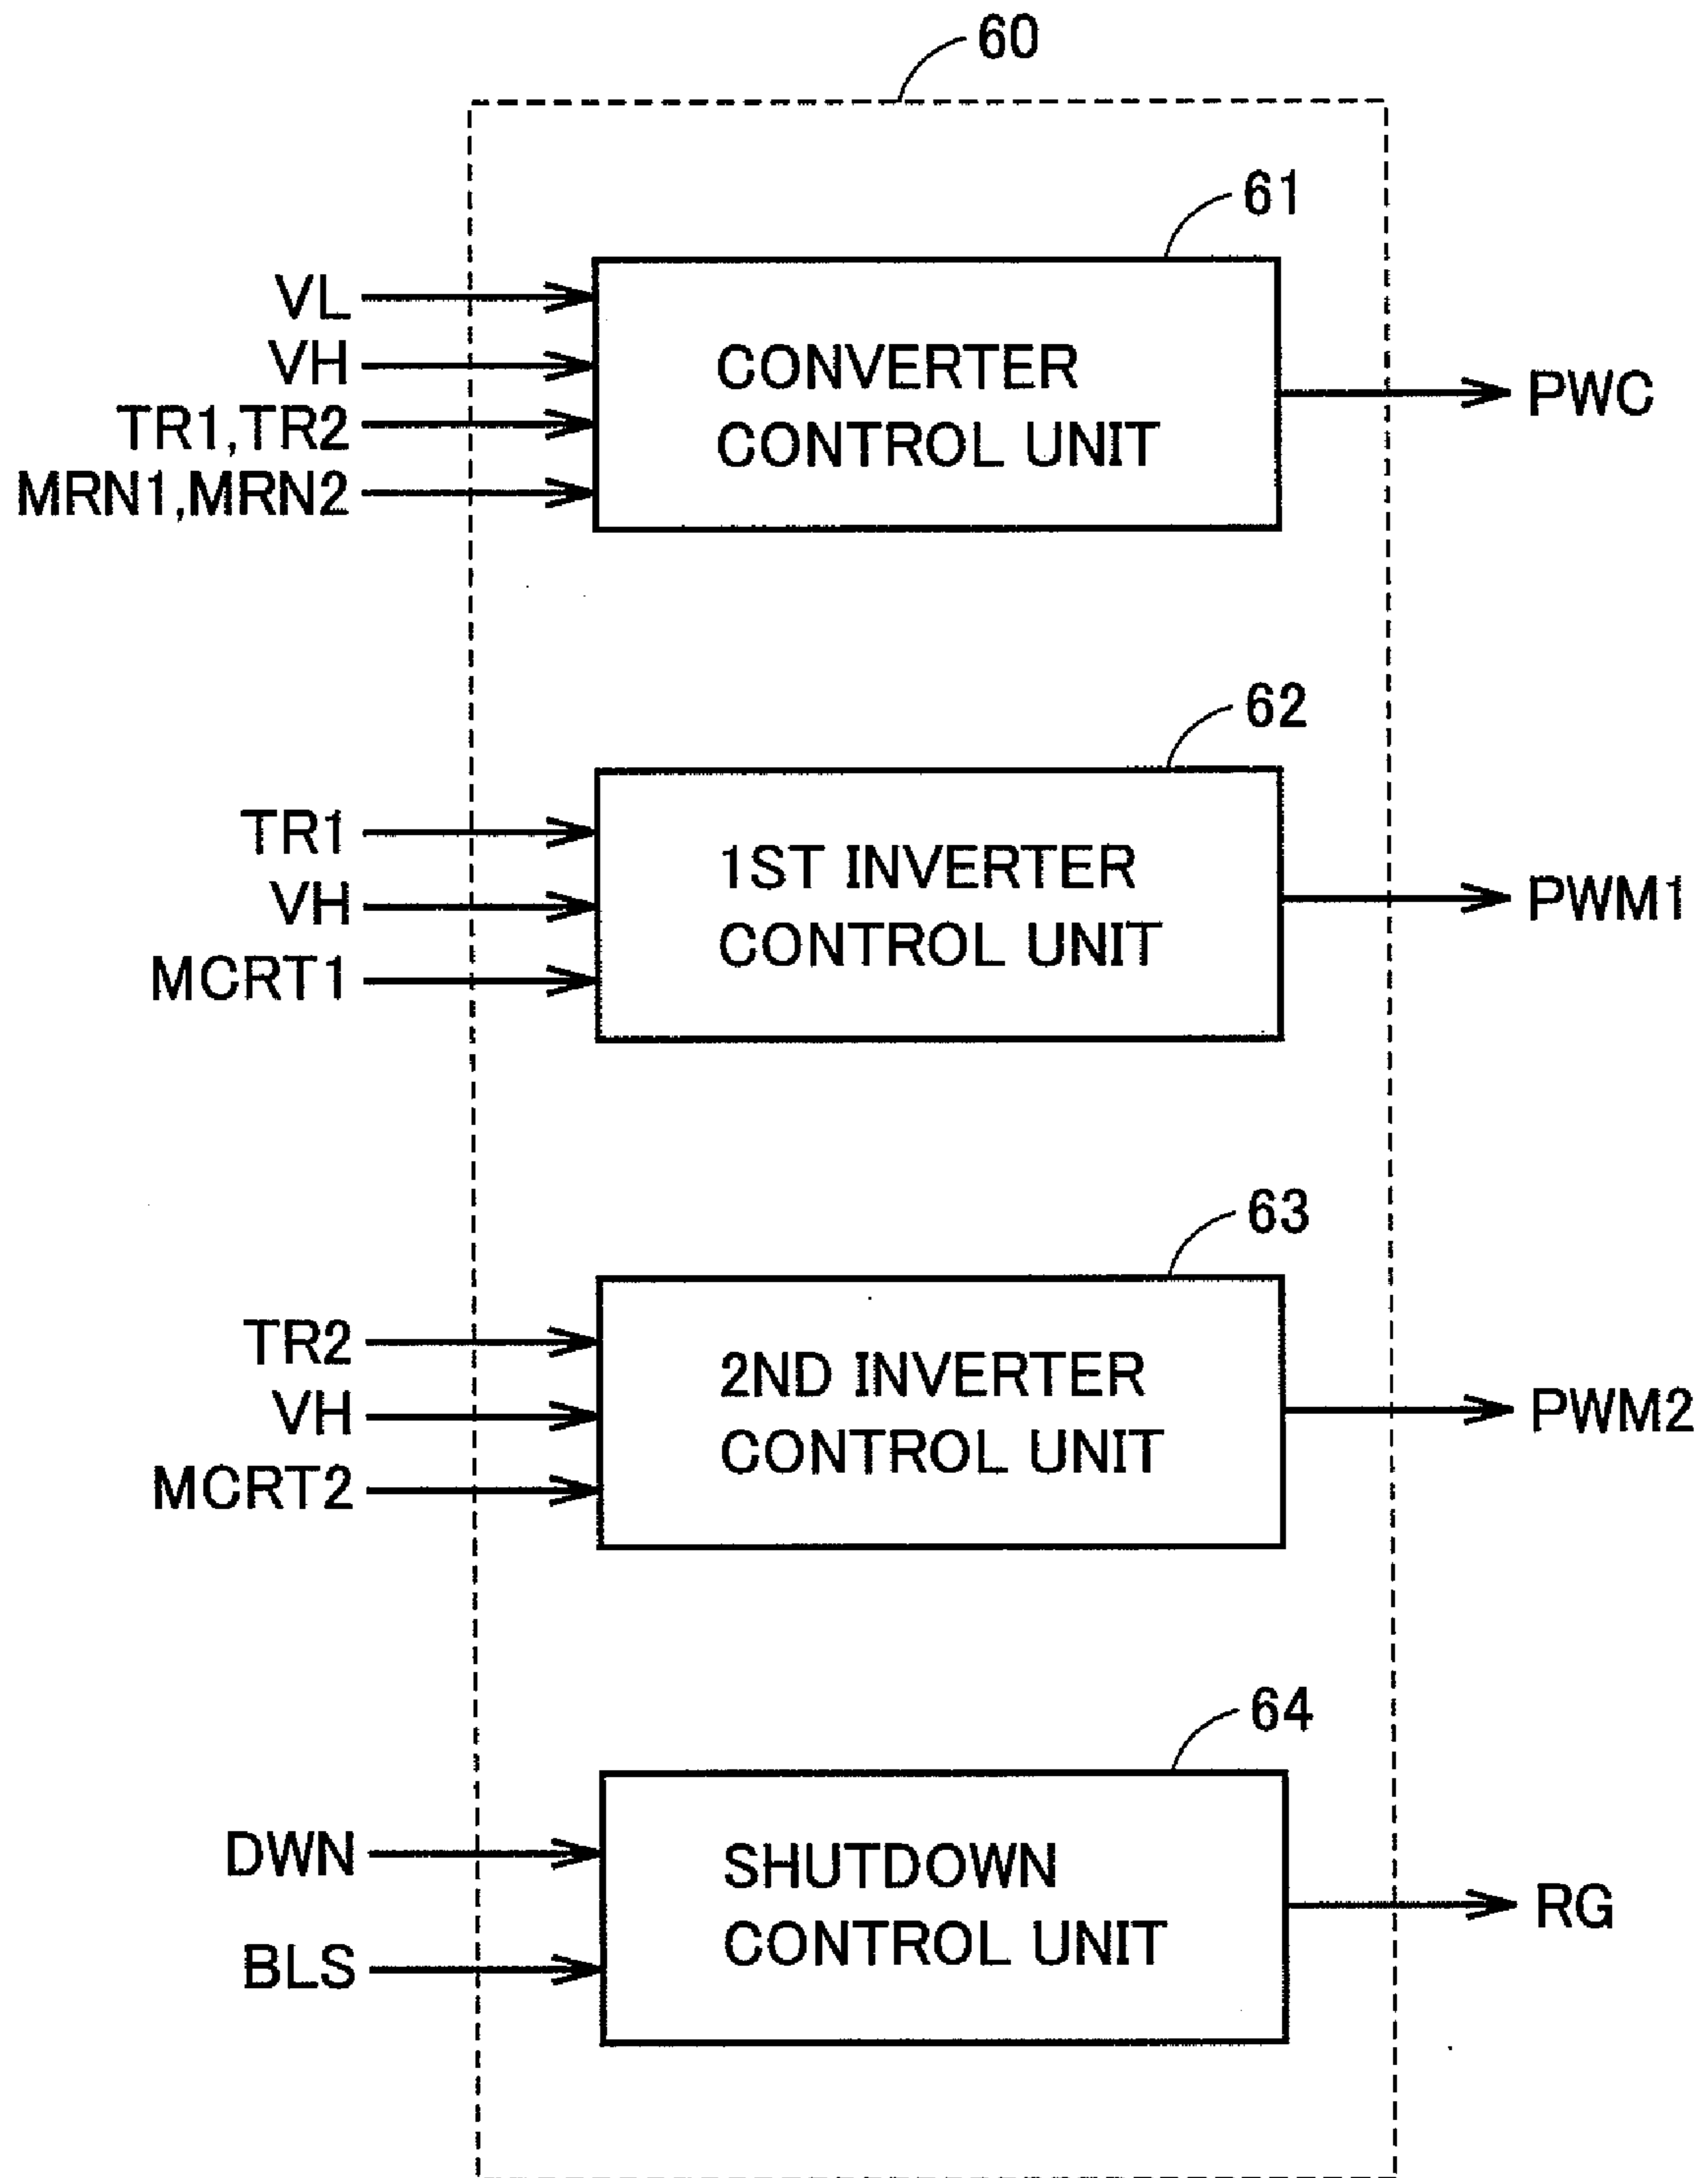 60
61
VL
VH
TR1,TR2
MRN1,MRN2
CONVERTER
CONTROL UNIT
PWC
62
TR1
VH
MCRT1
1ST INVERTER
CONTROL UNIT
PWM1
63
TR2
VH
MCRT2
2ND INVERTER
CONTROL UNIT
PWM2
64
DWN
BLS
SHUTDOWN
CONTROL UNIT
RG